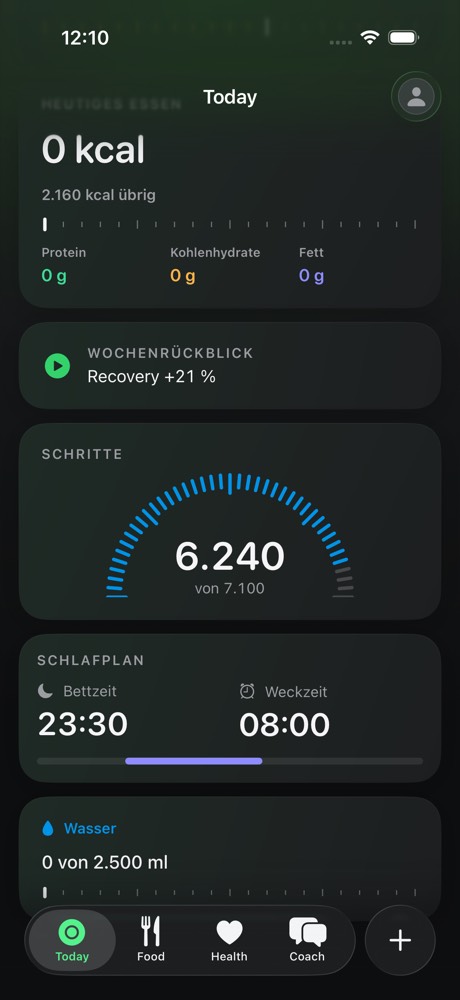 12:10
Today
HEUTIGES ESSEN
0 kcal
2.160 kcal übrig
Protein
Kohlenhydrate
Fett
0 g
0 g
0 g
WOCHENRÜCKBLICK
Recovery +21 %
SCHRITTE
6.240
von 7.100
SCHLAFPLAN
Bettzeit
Weckzeit
23:30
08:00
Wasser
0 von 2.500 ml
Today
Food
Health
Coach